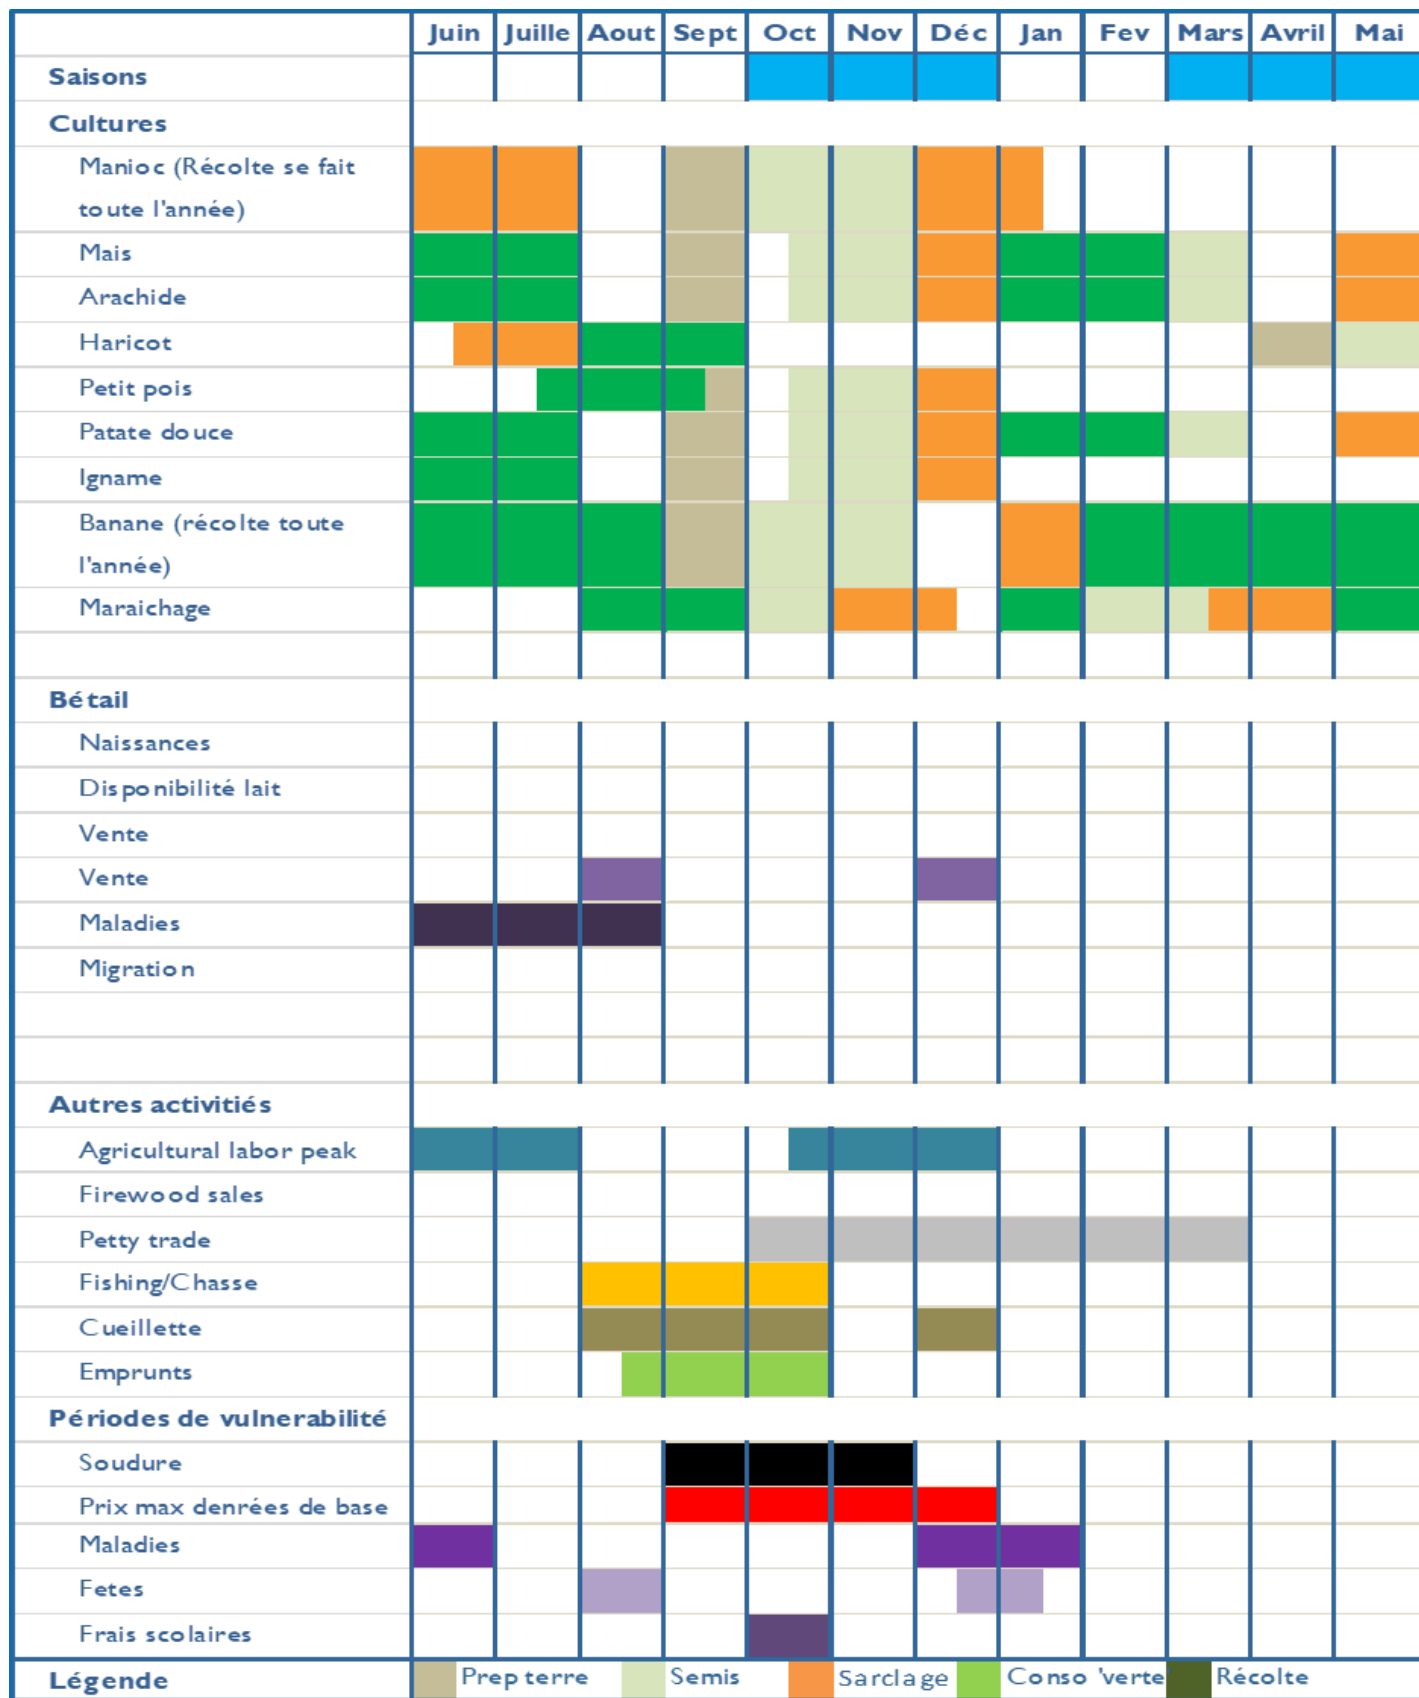 Juin Juille Aout Sept Oct Nov Déc Jan Fev Mars Avril Mai
Saisons
Cultures
Manioc (Récolte se fait
toute l'année)
Mais
Arachide
Haricot
Petit pois
Patate douce
Igname
Banane (récolte toute
l'année)
Maraichage
Bétail
Naissances
Disponibilité lait
Vente
Vente
Maladies
Migration
Autres activitiés
Agricultural labor peak
Firewood sales
Petty trade
Fishing/Chasse
Cueillette
Emprunts
Périodes de vulnerabilité
Soudure
Prix max denrées de base
Maladies
Fetes
Frais scolaires
Légende Prep terre Semis Sarclage Conso 'verte' Récolte